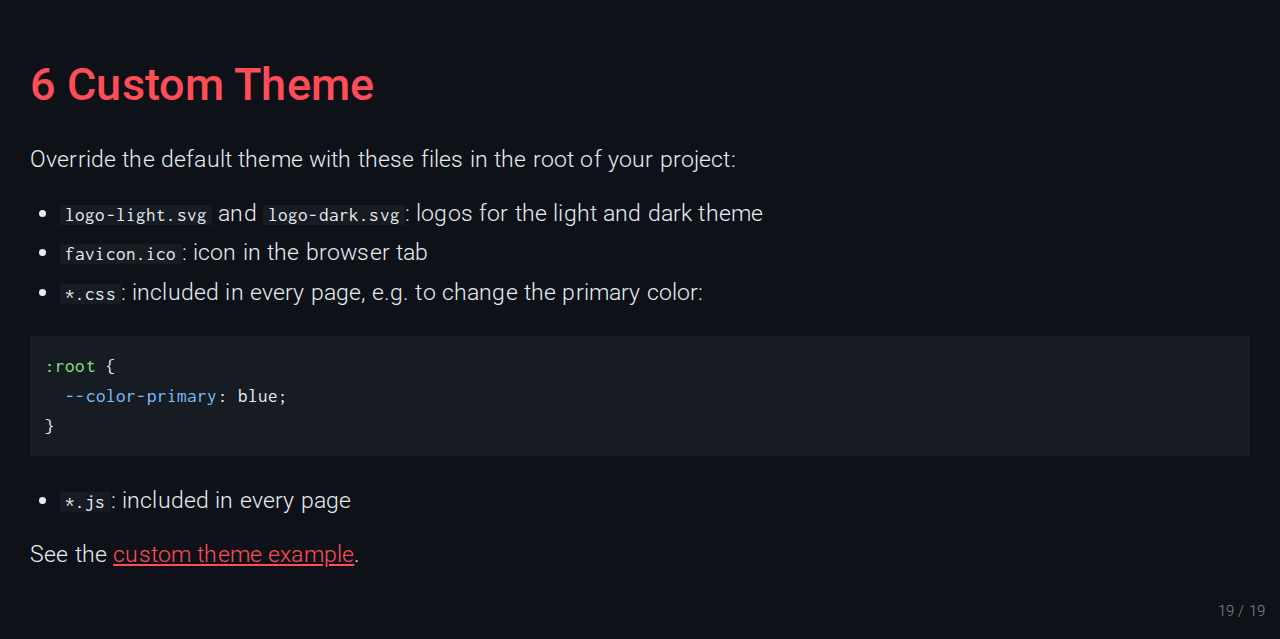 6 Custom Theme
Override the default theme with these files in the root of your project:
• logo-light.svg and logo-dark.svg: logos for the light and dark theme
• favicon.ico: icon in the browser tab
• *.css: included in every page, e.g. to change the primary color:
:root {
  --color-primary: blue;
}
• *.js: included in every page
See the custom theme example.
19 / 19